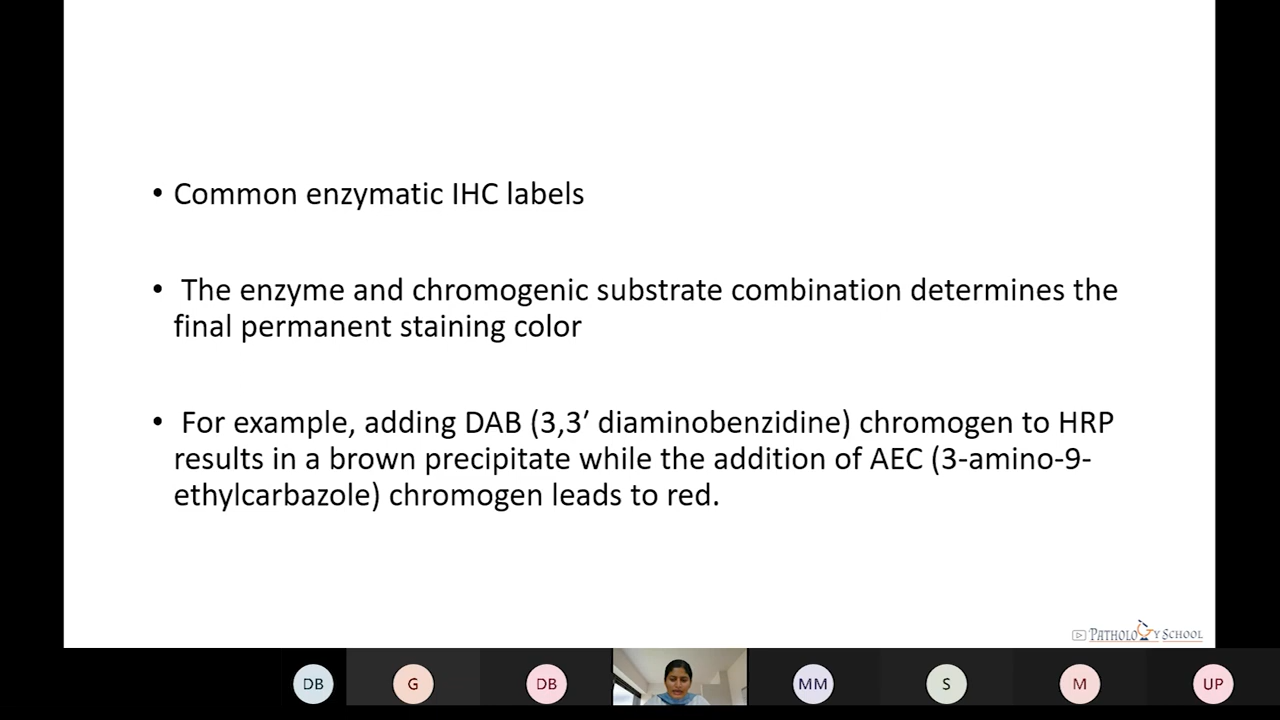 • Common enzymatic IHC labels
• The enzyme and chromogenic substrate combination determines the
final permanent staining color
• For example, adding DAB (3,3′ diaminobenzidine) chromogen to HRP
results in a brown precipitate while the addition of AEC (3-amino-9-
ethylcarbazole) chromogen leads to red.
PATHOLOGY SCHOOL
DB G DB MM S M UP